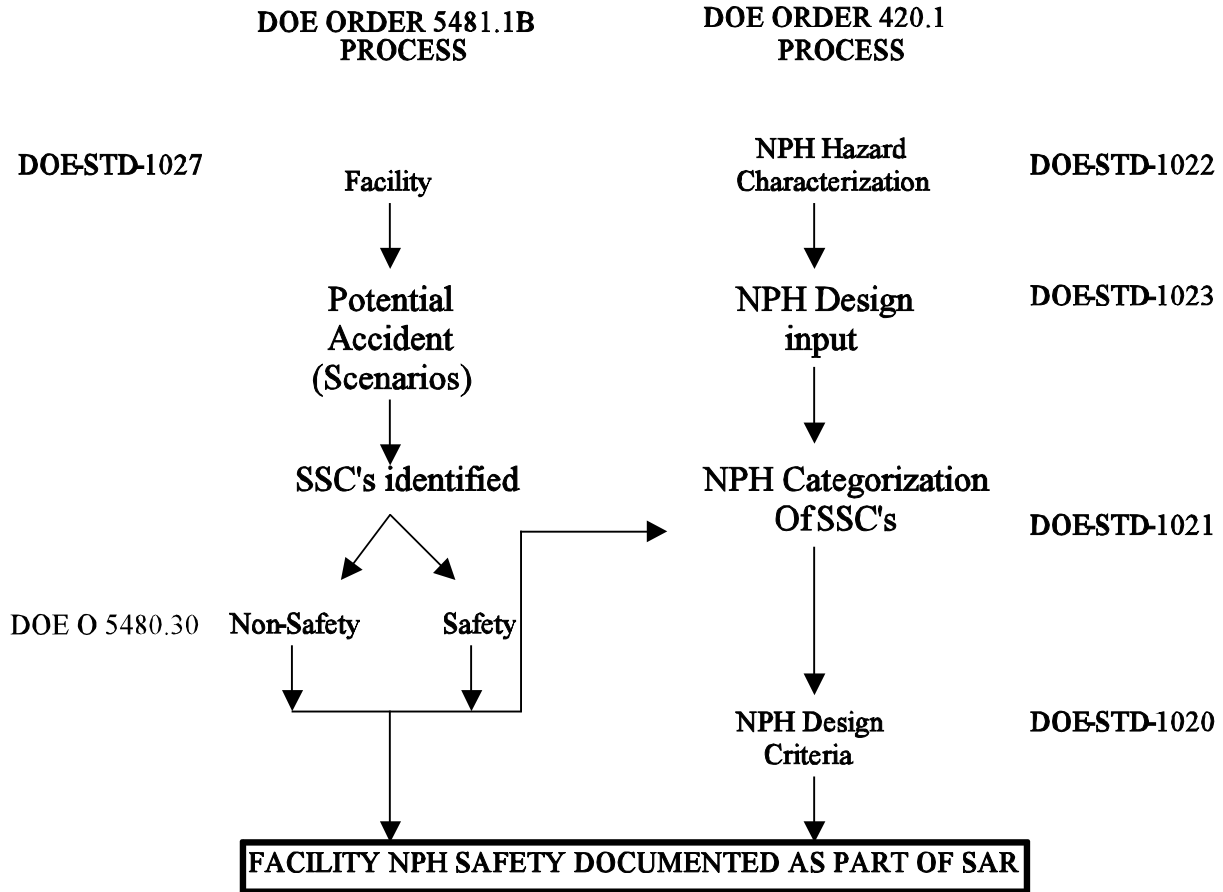 DOE ORDER 5481.1B
PROCESS
DOE ORDER 420.1
PROCESS
DOE-STD-1027
Facility
NPH Hazard
Characterization
DOE-STD-1022
Potential
Accident
(Scenarios)
NPH Design
input
DOE-STD-1023
SSC's identified
NPH Categorization
Of SSC's
DOE-STD-1021
DOE O 5480.30
Non-Safety
Safety
NPH Design
Criteria
DOE-STD-1020
FACILITY NPH SAFETY DOCUMENTED AS PART OF SAR